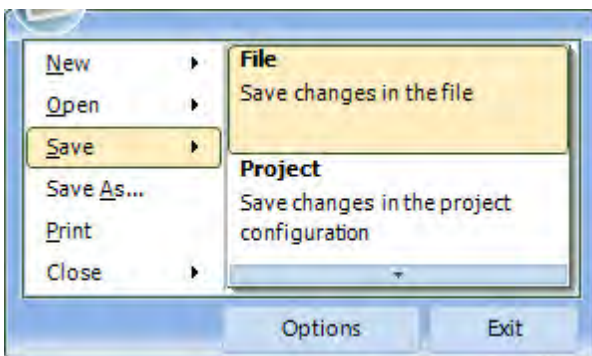 New
Open
Save
Save As...
Print
Close
File
Save changes in the file
Project
Save changes in the project
configuration
Options
Exit